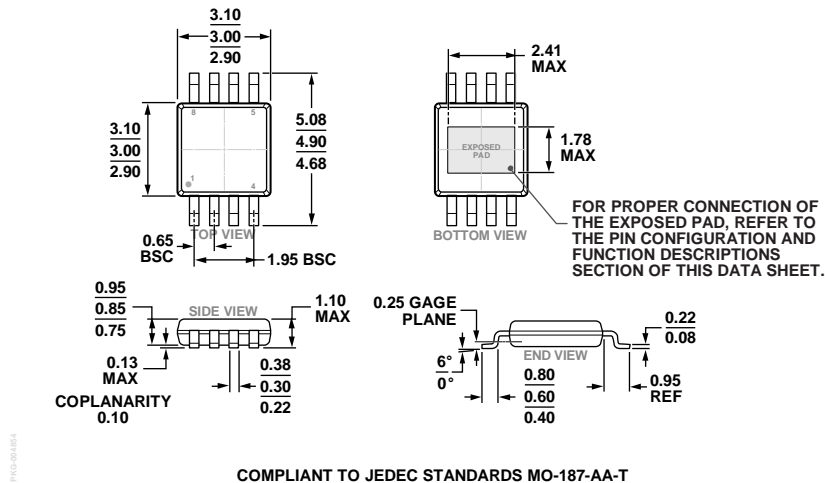 3.10
3.00
2.90
3.10
3.00
2.90
8
5
1
4
5.08
4.90
4.68
TOP VIEW
0.65
BSC
1.95 BSC
2.41
MAX
EXPOSED
PAD
1.78
MAX
BOTTOM VIEW
FOR PROPER CONNECTION OF
THE EXPOSED PAD, REFER TO
THE PIN CONFIGURATION AND
FUNCTION DESCRIPTIONS
SECTION OF THIS DATA SHEET.
0.95
0.85
0.75
SIDE VIEW
1.10
MAX
0.13
MAX
COPLANARITY
0.10
0.38
0.30
0.22
0.25 GAGE
PLANE
6°
0°
END VIEW
0.80
0.60
0.40
0.22
0.08
0.95
REF
PKG-004854
COMPLIANT TO JEDEC STANDARDS MO-187-AA-T